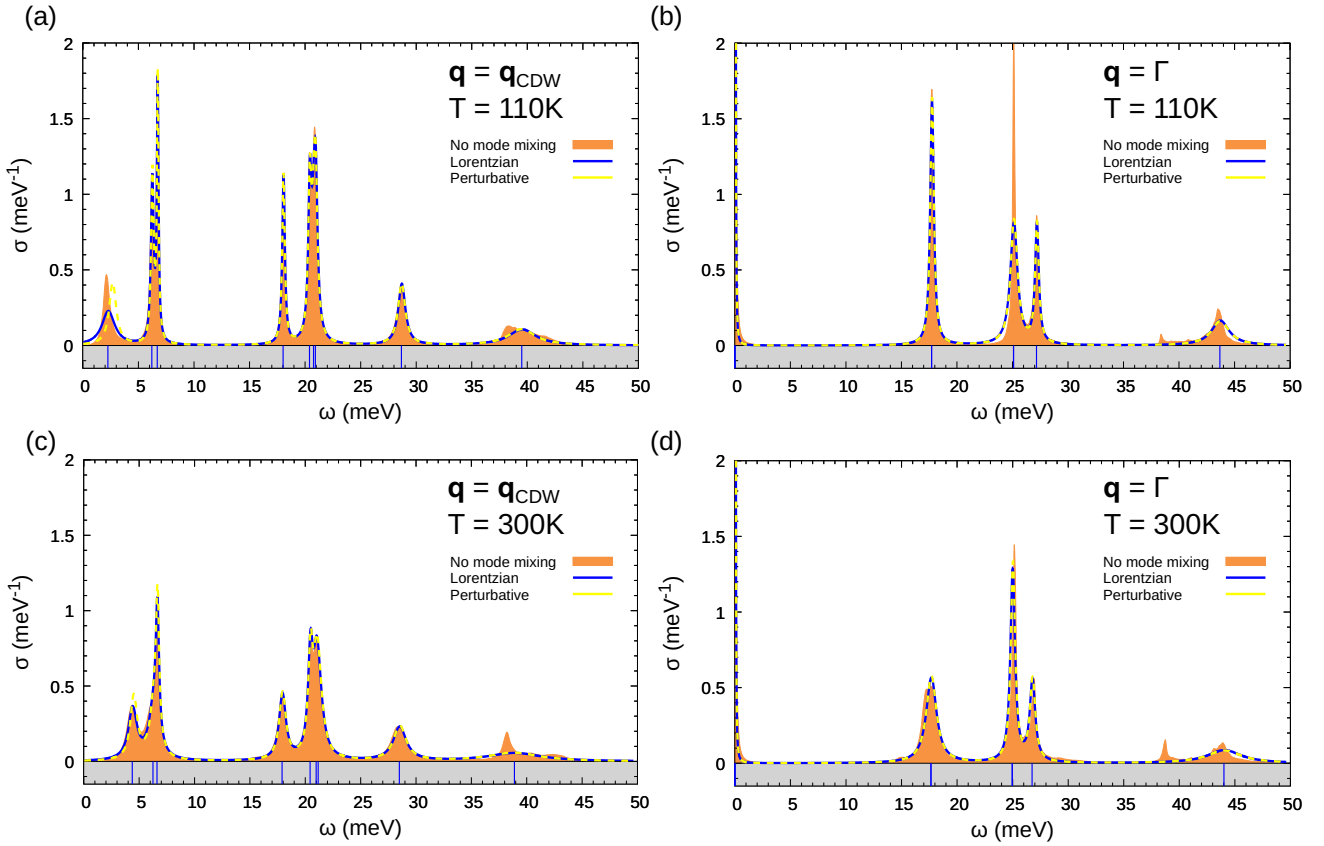 (a)
q = qCDW
T = 110K
No mode mixing
Lorentzian
Perturbative
σ (meV-1)
2
1.5
1
0.5
0
0 5 10 15 20 25 30 35 40 45 50
ω (meV)
(b)
q = Γ
T = 110K
No mode mixing
Lorentzian
Perturbative
σ (meV-1)
2
1.5
1
0.5
0
0 5 10 15 20 25 30 35 40 45 50
ω (meV)
(c)
q = qCDW
T = 300K
No mode mixing
Lorentzian
Perturbative
σ (meV-1)
2
1.5
1
0.5
0
0 5 10 15 20 25 30 35 40 45 50
ω (meV)
(d)
q = Γ
T = 300K
No mode mixing
Lorentzian
Perturbative
σ (meV-1)
2
1.5
1
0.5
0
0 5 10 15 20 25 30 35 40 45 50
ω (meV)